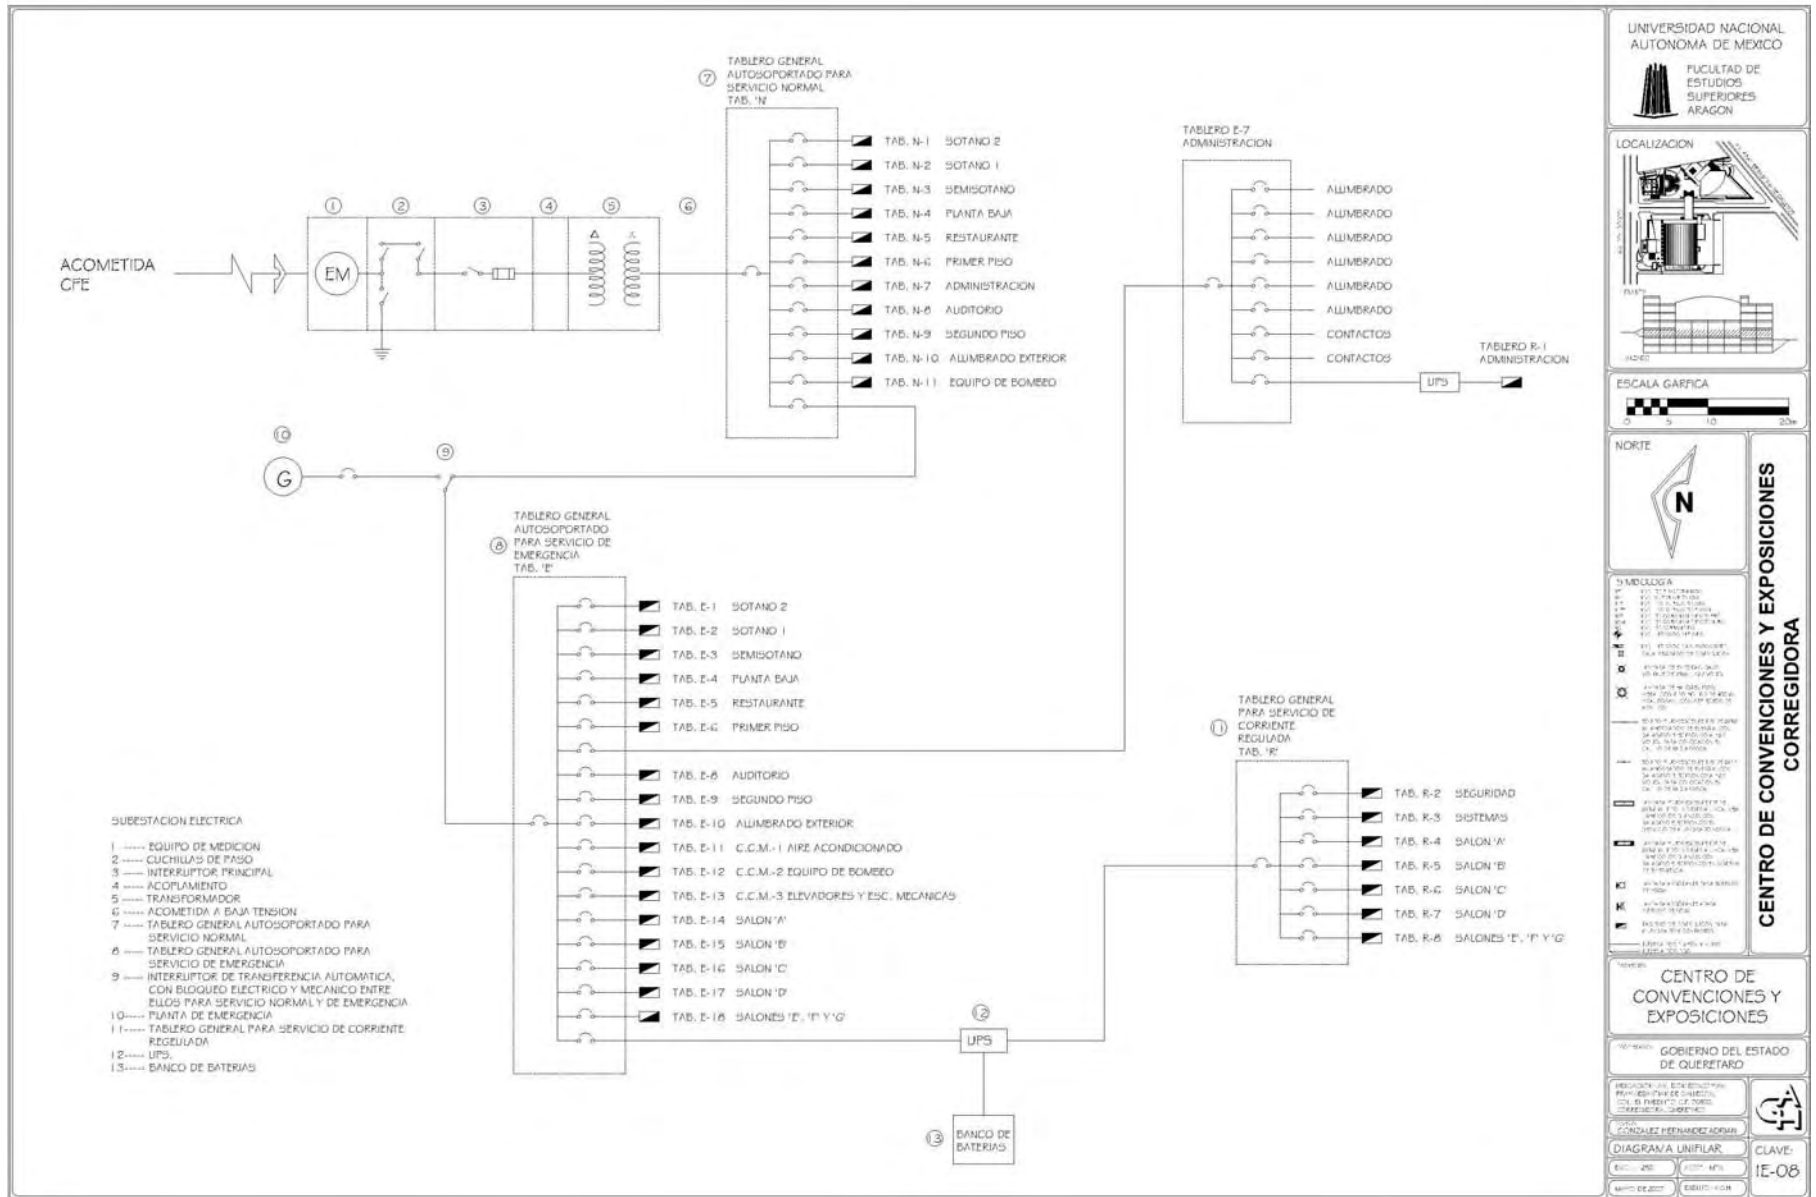 ACOMETIDA
CFE
1
2
3
4
5
6
EM
7
TABLERO GENERAL
AUTOSOPORTADO PARA
SERVICIO NORMAL
TAB. 'N'
TAB. N-1 SOTANO 2
TAB. N-2 SOTANO 1
TAB. N-3 SEMISOTANO
TAB. N-4 PLANTA BAJA
TAB. N-5 RESTAURANTE
TAB. N-6 PRIMER PISO
TAB. N-7 ADMINISTRACION
TAB. N-8 AUDITORIO
TAB. N-9 SEGUNDO PISO
TAB. N-10 ALUMBRADO EXTERIOR
TAB. N-11 EQUIPO DE BOMBEO
TABLERO E-7
ADMINISTRACION
ALUMBRADO
ALUMBRADO
ALUMBRADO
ALUMBRADO
ALUMBRADO
ALUMBRADO
CONTACTOS
CONTACTOS
UPS
TABLERO R-1
ADMINISTRACION
10
G
9
8
TABLERO GENERAL
AUTOSOPORTADO
PARA SERVICIO DE
EMERGENCIA
TAB. 'E'
TAB. E-1 SOTANO 2
TAB. E-2 SOTANO 1
TAB. E-3 SEMISOTANO
TAB. E-4 PLANTA BAJA
TAB. E-5 RESTAURANTE
TAB. E-6 PRIMER PISO
TAB. E-8 AUDITORIO
TAB. E-9 SEGUNDO PISO
TAB. E-10 ALUMBRADO EXTERIOR
TAB. E-11 C.C.M.-1 AIRE ACONDICIONADO
TAB. E-12 C.C.M.-2 EQUIPO DE BOMBEO
TAB. E-13 C.C.M.-3 ELEVADORES Y ESC. MECANICAS
TAB. E-14 SALON 'A'
TAB. E-15 SALON 'B'
TAB. E-16 SALON 'C'
TAB. E-17 SALON 'D'
TAB. E-18 SALONES 'E', 'F' Y 'G'
12
UPS
13
BANCO DE
BATERIAS
11
TABLERO GENERAL
PARA SERVICIO DE
CORRIENTE
REGULADA
TAB. 'R'
TAB. R-2 SEGURIDAD
TAB. R-3 SISTEMAS
TAB. R-4 SALON 'A'
TAB. R-5 SALON 'B'
TAB. R-6 SALON 'C'
TAB. R-7 SALON 'D'
TAB. R-8 SALONES 'E', 'F' Y 'G'
SUBESTACION ELECTRICA
1 ----- EQUIPO DE MEDICION
2 ----- CUCHILLAS DE PASO
3 ----- INTERRUPTOR PRINCIPAL
4 ----- ACOPLAMIENTO
5 ----- TRANSFORMADOR
6 ----- ACOMETIDA A BAJA TENSION
7 ----- TABLERO GENERAL AUTOSOPORTADO PARA
SERVICIO NORMAL
8 ----- TABLERO GENERAL AUTOSOPORTADO PARA
SERVICIO DE EMERGENCIA
9 ----- INTERRUPTOR DE TRANSFERENCIA AUTOMATICA,
CON BLOQUEO ELECTRICO Y MECANICO ENTRE
ELLOS PARA SERVICIO NORMAL Y DE EMERGENCIA
10----- PLANTA DE EMERGENCIA
11----- TABLERO GENERAL PARA SERVICIO DE CORRIENTE
REGEULADA
12----- UPS.
13----- BANCO DE BATERIAS
UNIVERSIDAD NACIONAL
AUTONOMA DE MEXICO
FUCULTAD DE
ESTUDIOS
SUPERIORES
ARAGON
LOCALIZACION
ESCALA GARFICA
0 5 10 20m
NORTE
N
SIMBOLOGIA
CENTRO DE CONVENCIONES Y EXPOSICIONES
CORREGIDORA
CENTRO DE
CONVENCIONES Y
EXPOSICIONES
GOBIERNO DEL ESTADO
DE QUERETARO
GONZALEZ HERNANDEZ ADRIAN
DIAGRAMA UNIFILAR
MAYO DE 2007
CLAVE:
IE-08